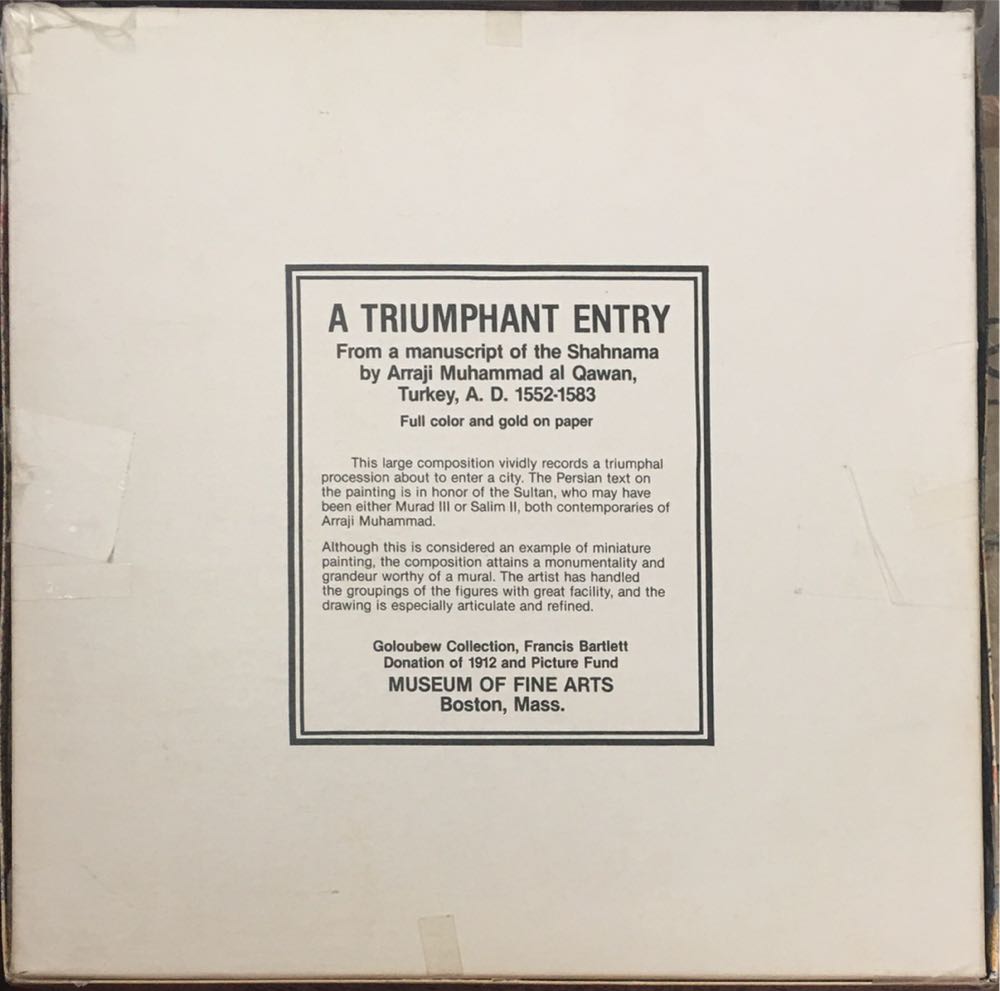 A TRIUMPHANT ENTRY
From a manuscript of the Shahnama
by Arraji Muhammad al Qawan,
Turkey, A. D. 1552-1583
Full color and gold on paper
This large composition vividly records a triumphal
procession about to enter a city. The Persian text on
the painting is in honor of the Sultan, who may have
been either Murad III or Salim II, both contemporaries of
Arraji Muhammad.
Although this is considered an example of miniature
painting, the composition attains a monumentality and
grandeur worthy of a mural. The artist has handled
the groupings of the figures with great facility, and the
drawing is especially articulate and refined.
Goloubew Collection, Francis Bartlett
Donation of 1912 and Picture Fund
MUSEUM OF FINE ARTS
Boston, Mass.